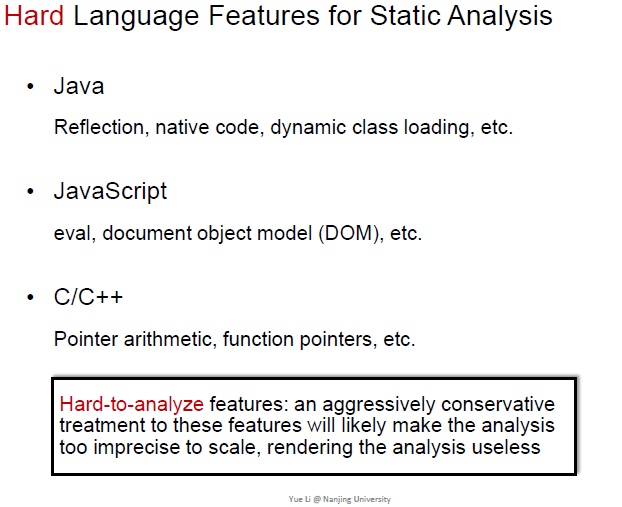 Hard Language Features for Static Analysis
• Java
Reflection, native code, dynamic class loading, etc.
• JavaScript
eval, document object model (DOM), etc.
• C/C++
Pointer arithmetic, function pointers, etc.
Hard-to-analyze features: an aggressively conservative
treatment to these features will likely make the analysis
too imprecise to scale, rendering the analysis useless
Yue Li @ Nanjing University